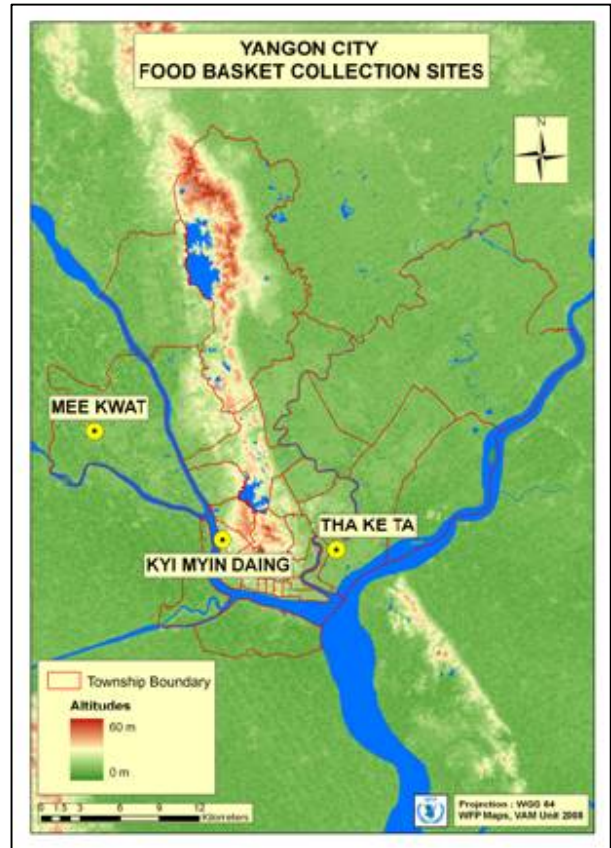 YANGON CITY
FOOD BASKET COLLECTION SITES
N
MEE KWAT
THA KE TA
KYI MYIN DAING
Township Boundary
Altitudes
60 m
0 m
0 1.5 3 6 9 12
Kilometers
Projection : WGS 84
WFP Maps, VAM Unit 2008